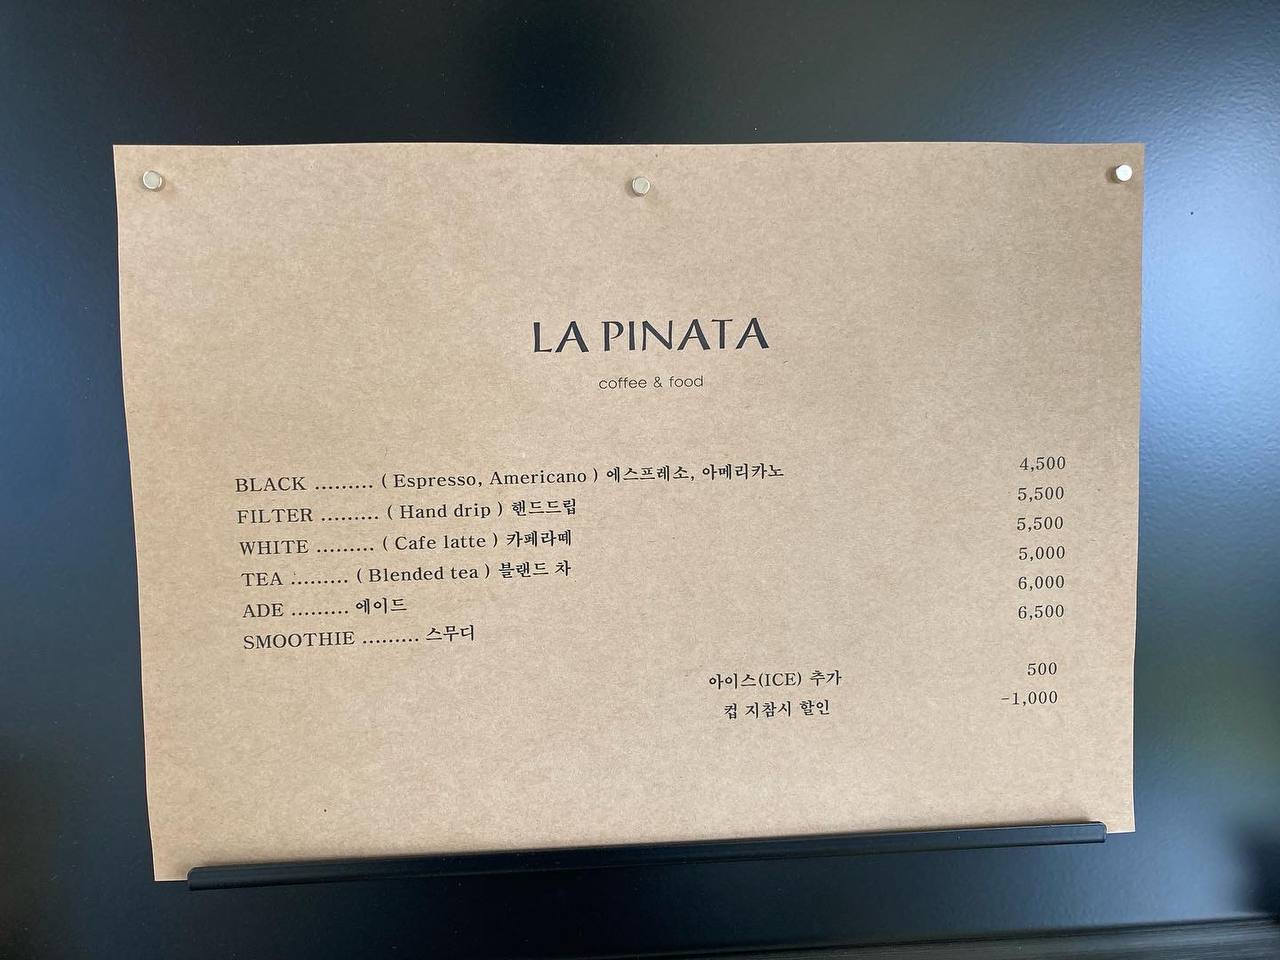 LA PINATA
coffee & food
BLACK ......... ( Espresso, Americano ) 에스프레소, 아메리카노 4,500
FILTER ......... ( Hand drip ) 핸드드립 5,500
WHITE ......... ( Cafe latte ) 카페라떼 5,500
TEA ......... ( Blended tea ) 블랜드 차 5,000
ADE ......... 에이드 6,000
SMOOTHIE ......... 스무디 6,500
아이스(ICE) 추가 500
컵 지참시 할인 -1,000